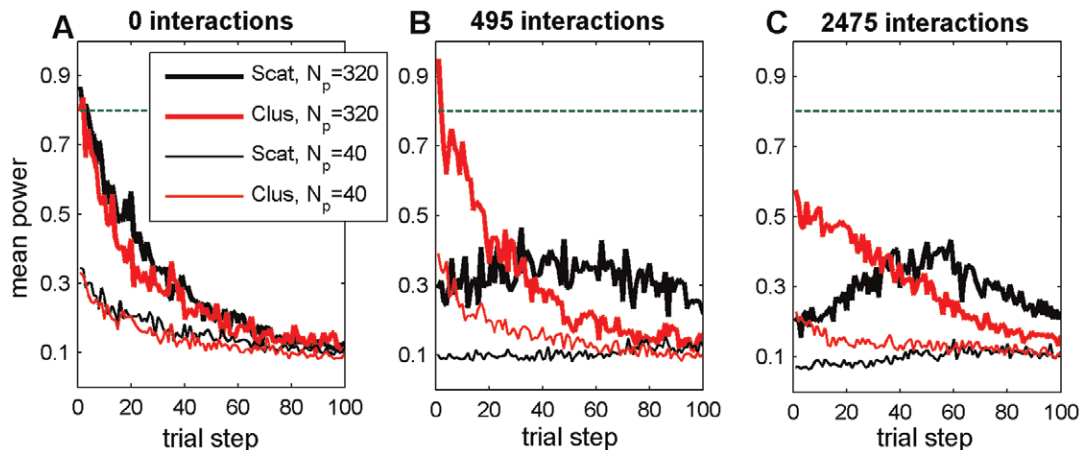 A
0 interactions
B
495 interactions
C
2475 interactions
mean power
0.9
0.7
0.5
0.3
0.1
Scat, N_p=320
Clus, N_p=320
Scat, N_p=40
Clus, N_p=40
0 20 40 60 80 100
trial step
0.9
0.7
0.5
0.3
0.1
0 20 40 60 80 100
trial step
0.9
0.7
0.5
0.3
0.1
0 20 40 60 80 100
trial step